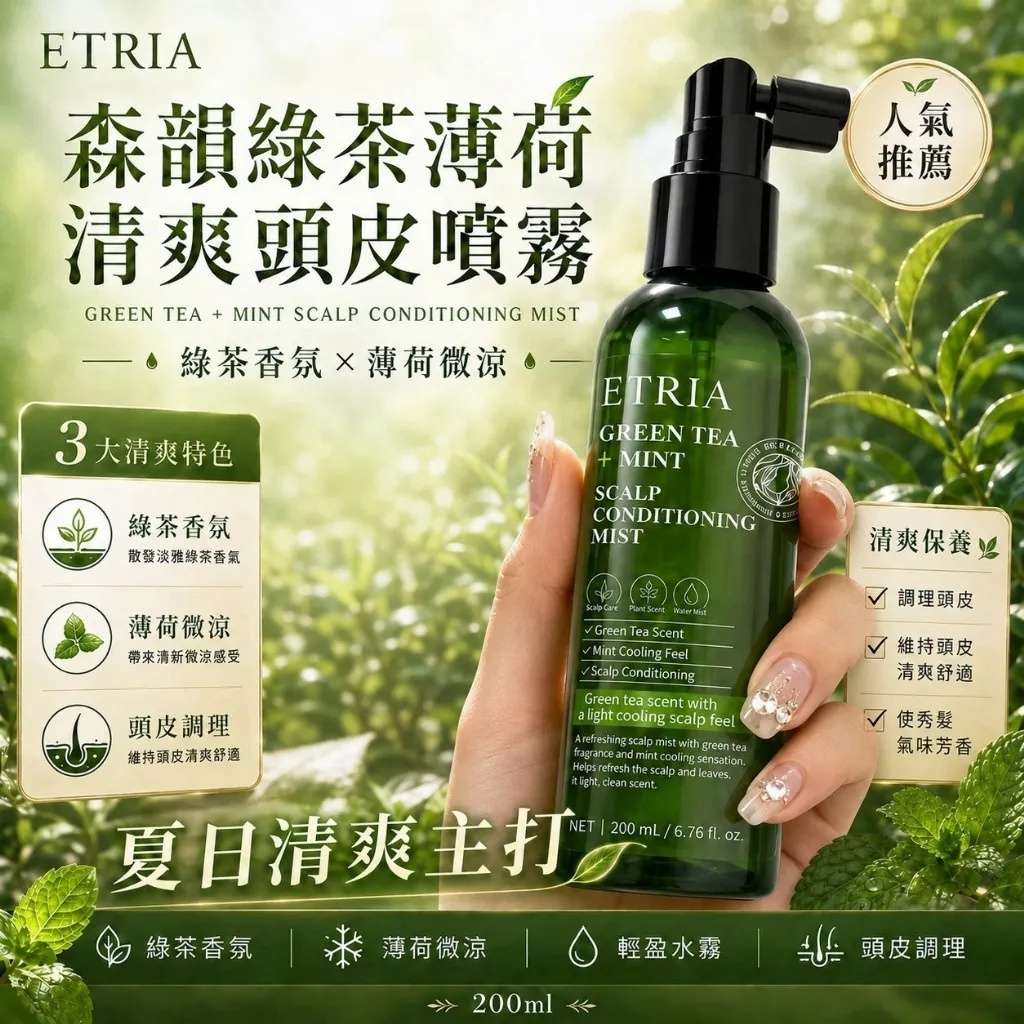 ETRIA
森韻綠茶薄荷
清爽頭皮噴霧
GREEN TEA + MINT SCALP CONDITIONING MIST
綠茶香氛 × 薄荷微涼
人氣
推薦
3大清爽特色
綠茶香氛
散發淡雅綠茶香氣
薄荷微涼
帶來清新微涼感受
頭皮調理
維持頭皮清爽舒適
ETRIA
GREEN TEA
+ MINT
SCALP
CONDITIONING
MIST
Scalp Care
Plant Scent
Water Mist
✓Green Tea Scent
✓Mint Cooling Feel
✓Scalp Conditioning
Green tea scent with
a light cooling scalp feel
A refreshing scalp mist with green tea
fragrance and mint cooling sensation.
Helps refresh the scalp and leaves.
it light, clean scent.
NET | 200 mL / 6.76 fl. oz.
清爽保養
調理頭皮
維持頭皮
清爽舒適
使秀髮
氣味芳香
夏日清爽主打
綠茶香氛
薄荷微涼
輕盈水霧
頭皮調理
200ml